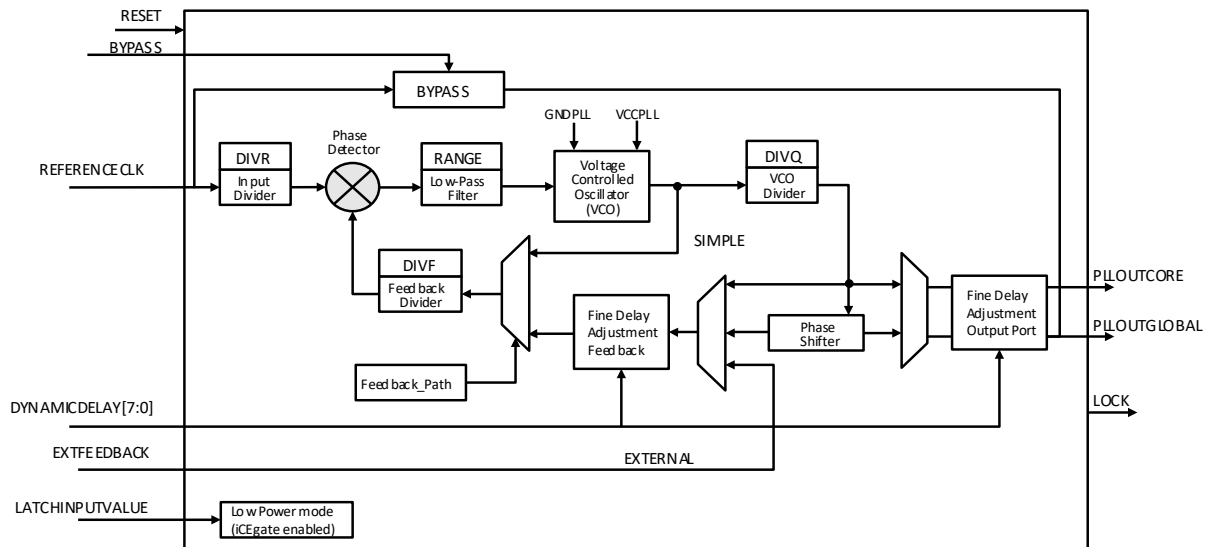 RESET
BYPASS
BYPASS
GNDPLL
VCCPLL
Phase
Detector
REFERENCECLK
DIVR
Input
Divider
RANGE
Low-Pass
Filter
Voltage
Controlled
Oscillator
(VCO)
DIVQ
VCO
Divider
SIMPLE
DIVF
Feedback
Divider
Fine Delay
Adjustment
Feedback
Phase
Shifter
Fine Delay
Adjustment
Output Port
PLLOUTCORE
PLLOUTGLOBAL
Feedback_Path
DYNAMICDELAY[7:0]
LOCK
EXTFEEDBACK
EXTERNAL
LATCHINPUTVALUE
Low Power mode
(iCEgate enabled)